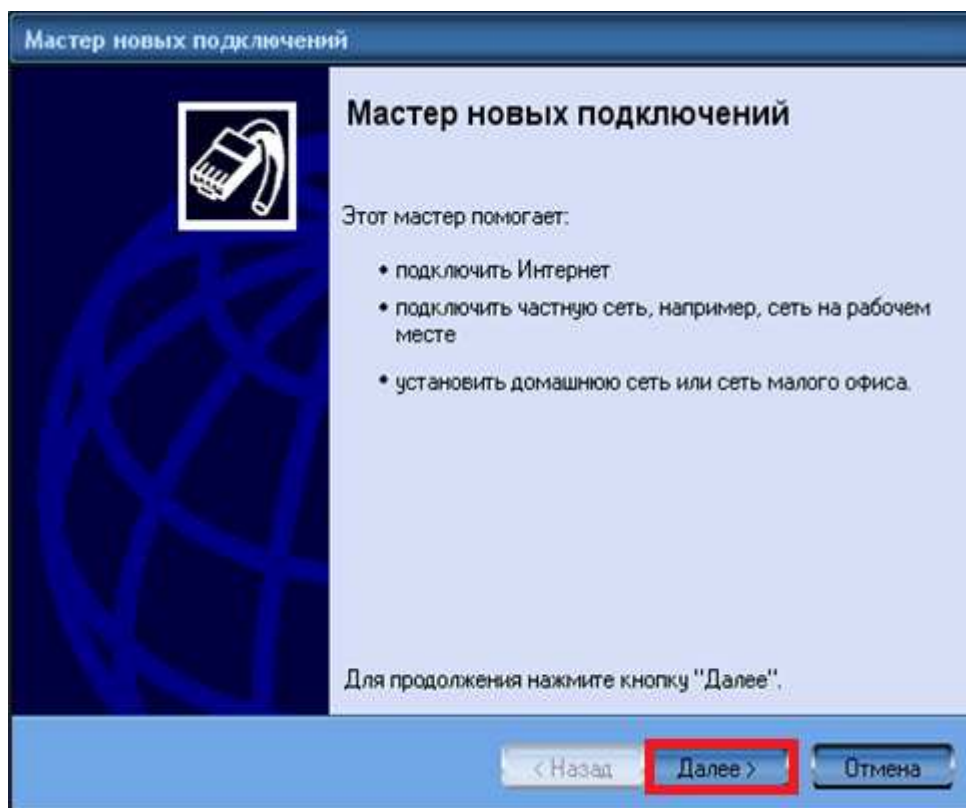 Мастер новых подключений
Мастер новых подключений
Этот мастер помогает:
• подключить Интернет
• подключить частную сеть, например, сеть на рабочем
месте
• установить домашнюю сеть или сеть малого офиса.
Для продолжения нажмите кнопку "Далее".
< Назад Далее > Отмена